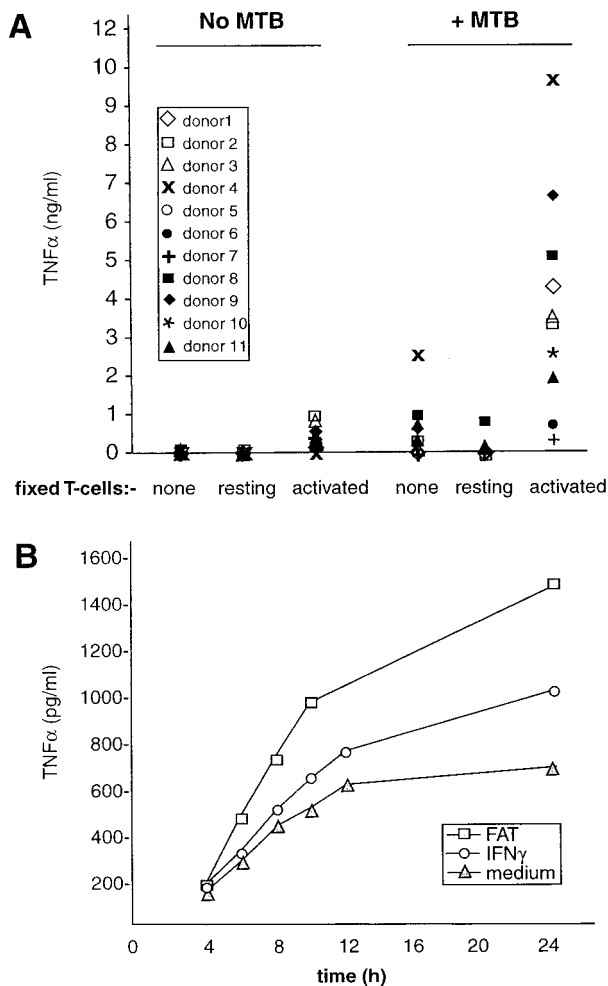 A
No MTB
+ MTB
TNFα (ng/ml)
12
11
10
9
8
7
6
5
4
3
2
1
0
donor1
donor 2
donor 3
donor 4
donor 5
donor 6
donor 7
donor 8
donor 9
donor 10
donor 11
fixed T-cells:- none resting activated none resting activated
B
TNFα (pg/ml)
1600-
1400-
1200-
1000-
800-
600-
400-
200-
FAT
IFNγ
medium
0 4 8 12 16 20 24
time (h)